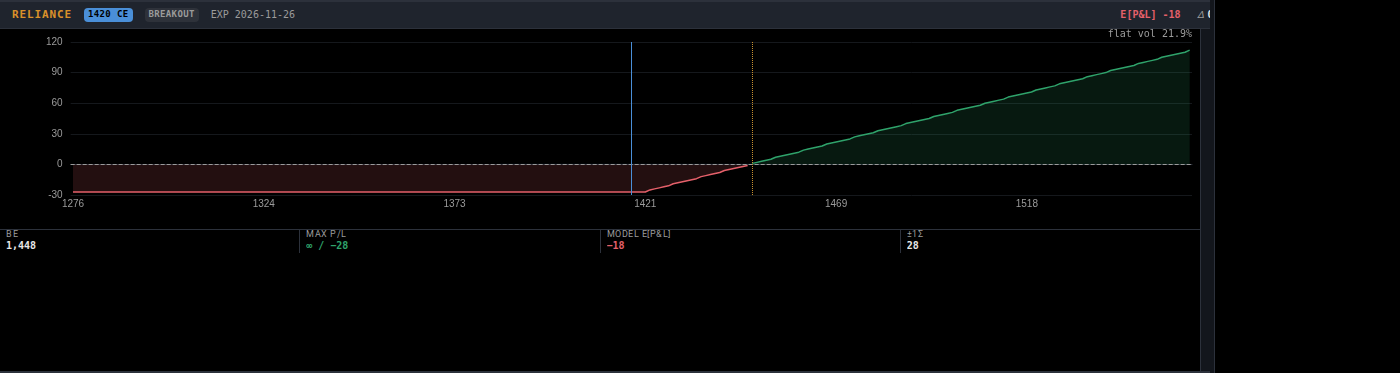 RELIANCE 1420 CE BREAKOUT EXP 2026-11-26 E[P&L] -18
flat vol 21.9%
120
90
60
30
0
-30
1276 1324 1373 1421 1469 1518
BE MAX P/L MODEL E[P&L] ±1Σ
1,448 ∞ / −28 −18 28